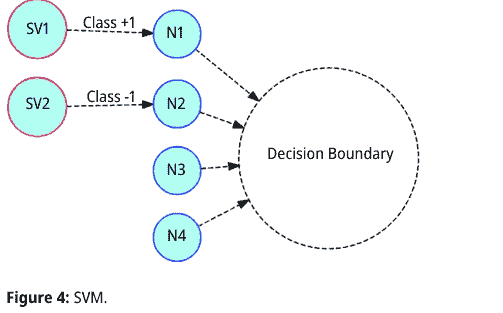 SV1
Class +1
N1
SV2
Class -1
N2
N3
N4
Decision Boundary
Figure 4: SVM.